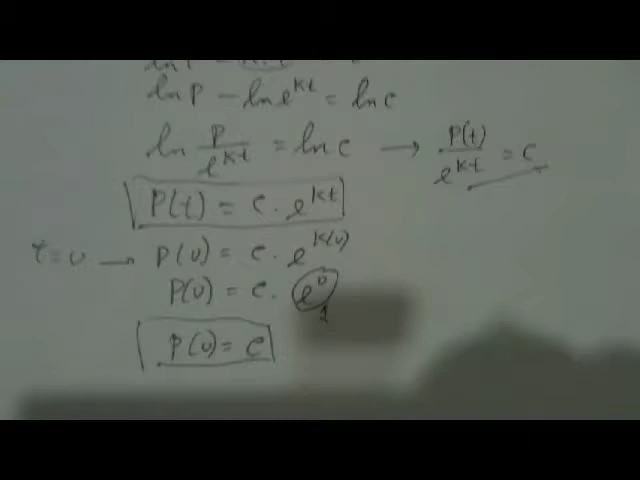 ln P − ln e^{kt} = ln c
ln P/e^{kt} = ln c → P(t)/e^{kt} = c
P(t) = c . e^{kt}
t=0 → P(0) = c . e^{k(0)}
P(0) = c . e^0
1
P(0) = c